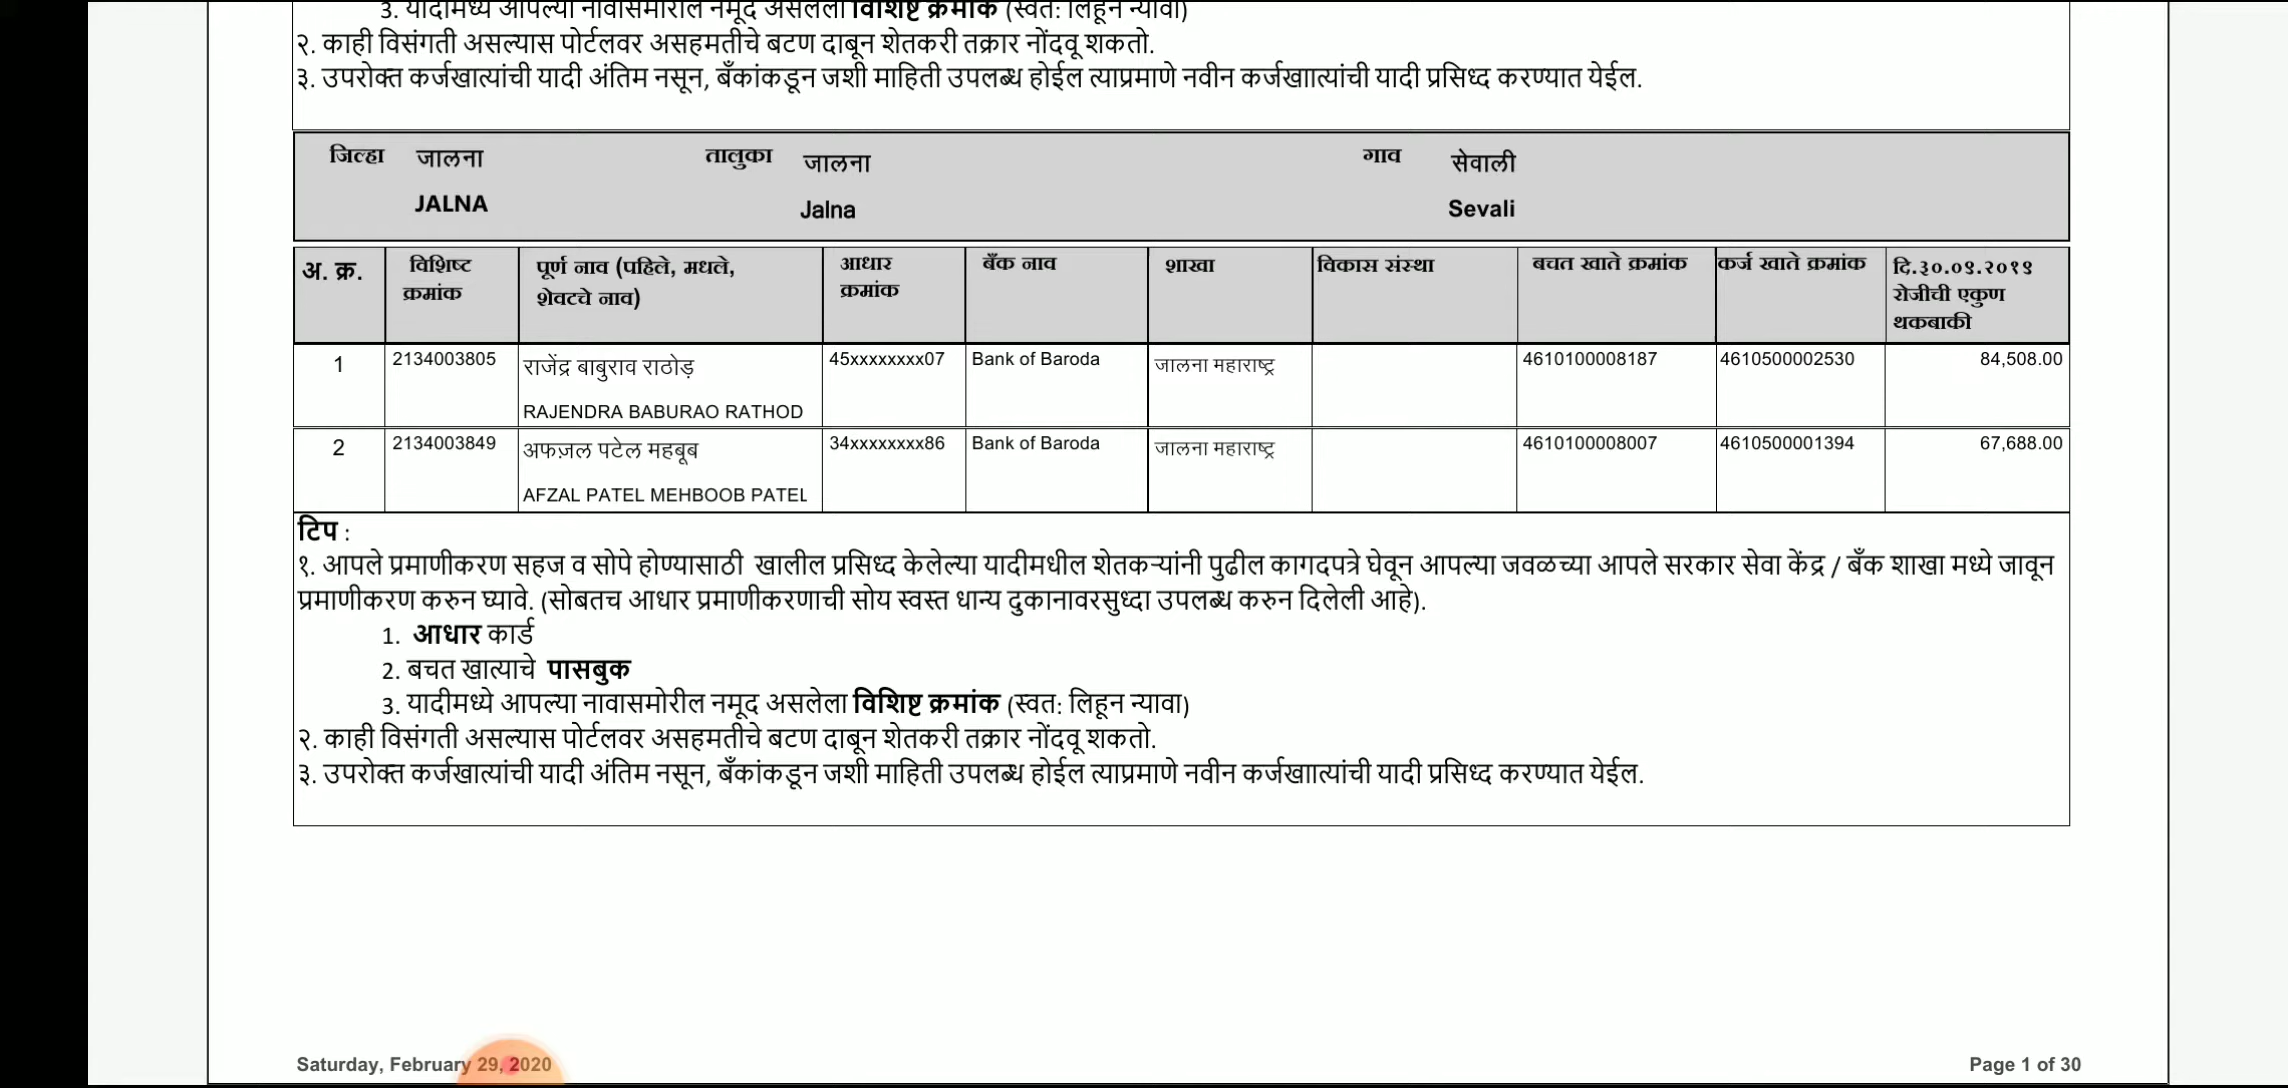 3. यादीमध्ये आपल्या नावासमोरील नमूद असलेला विशिष्ट क्रमांक (स्वत: लिहून न्यावा)
२. काही विसंगती असल्यास पोर्टलवर असहमतीचे बटण दाबून शेतकरी तक्रार नोंदवू शकतो.
३. उपरोक्त कर्जखात्यांची यादी अंतिम नसून, बँकांकडून जशी माहिती उपलब्ध होईल त्याप्रमाणे नवीन कर्जखाात्यांची यादी प्रसिध्द करण्यात येईल.
जिल्हा जालना तालुका जालना गाव सेवाली
JALNA Jalna Sevali
अ. क्र. विशिष्ट क्रमांक पूर्ण नाव (पहिले, मधले, शेवटचे नाव) आधार क्रमांक बँक नाव शाखा विकास संस्था बचत खाते क्रमांक कर्ज खाते क्रमांक दि.३०.०९.२०१९ रोजीची एकुण थकबाकी
1 2134003805 राजेंद्र बाबुराव राठोड़ 45xxxxxxxx07 Bank of Baroda जालना महाराष्ट्र 4610100008187 4610500002530 84,508.00
RAJENDRA BABURAO RATHOD
2 2134003849 अफज़ल पटेल महबूब 34xxxxxxxx86 Bank of Baroda जालना महाराष्ट्र 4610100008007 4610500001394 67,688.00
AFZAL PATEL MEHBOOB PATEL
टिप :
१. आपले प्रमाणीकरण सहज व सोपे होण्यासाठी खालील प्रसिध्द केलेल्या यादीमधील शेतकऱ्यांनी पुढील कागदपत्रे घेवून आपल्या जवळच्या आपले सरकार सेवा केंद्र / बँक शाखा मध्ये जावून
प्रमाणीकरण करुन घ्यावे. (सोबतच आधार प्रमाणीकरणाची सोय स्वस्त धान्य दुकानावरसुध्दा उपलब्ध करुन दिलेली आहे).
1. आधार कार्ड
2. बचत खात्याचे पासबुक
3. यादीमध्ये आपल्या नावासमोरील नमूद असलेला विशिष्ट क्रमांक (स्वत: लिहून न्यावा)
२. काही विसंगती असल्यास पोर्टलवर असहमतीचे बटण दाबून शेतकरी तक्रार नोंदवू शकतो.
३. उपरोक्त कर्जखात्यांची यादी अंतिम नसून, बँकांकडून जशी माहिती उपलब्ध होईल त्याप्रमाणे नवीन कर्जखाात्यांची यादी प्रसिध्द करण्यात येईल.
Saturday, February 29, 2020 Page 1 of 30